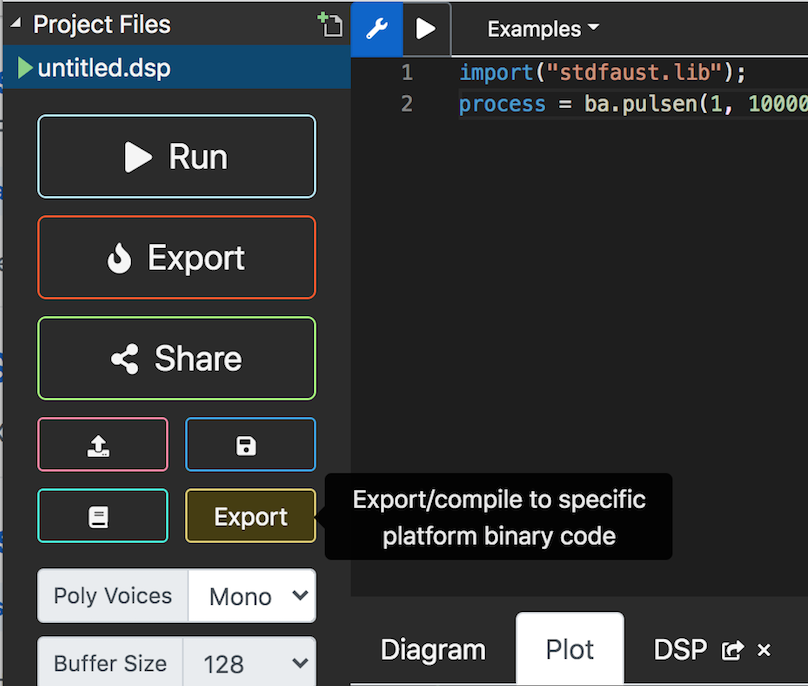 Project Files
untitled.dsp
Run
Export
Share
Export
Poly Voices Mono
Buffer Size 128
Examples
1 import("stdfaust.lib");
2 process = ba.pulsen(1, 10000
Export/compile to specific
platform binary code
Diagram Plot DSP